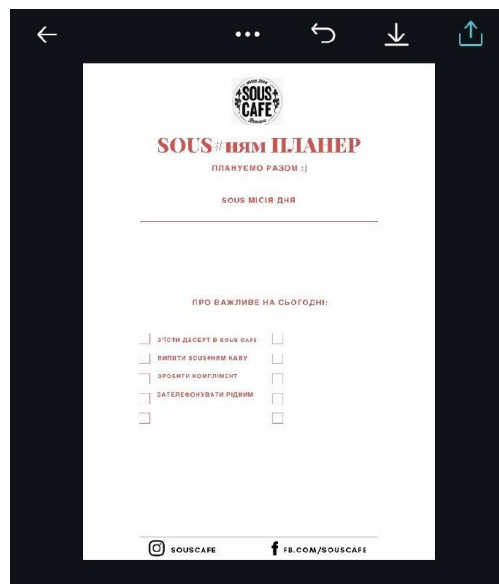 SOUS
CAFE
SOUS#ням ПЛАНЕР
ПЛАНУЄМО РАЗОМ :)
SOUS МІСІЯ ДНЯ
ПРО ВАЖЛИВЕ НА СЬОГОДНІ:
З'ЇСТИ ДЕСЕРТ В SOUS CAFE
ВИПИТИ SOUS#НЯМ КАВУ
ЗРОБИТИ КОМПЛІМЕНТ
ЗАТЕЛЕФОНУВАТИ РІДНИМ
SOUSCAFE
FB.COM/SOUSCAFE